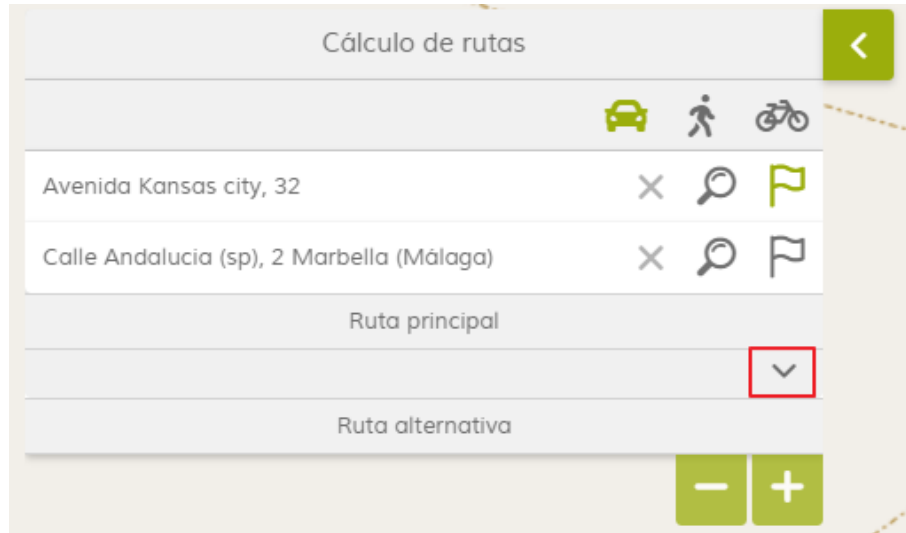 Cálculo de rutas
Avenida Kansas city, 32
Calle Andalucia (sp), 2 Marbella (Málaga)
Ruta principal
Ruta alternativa